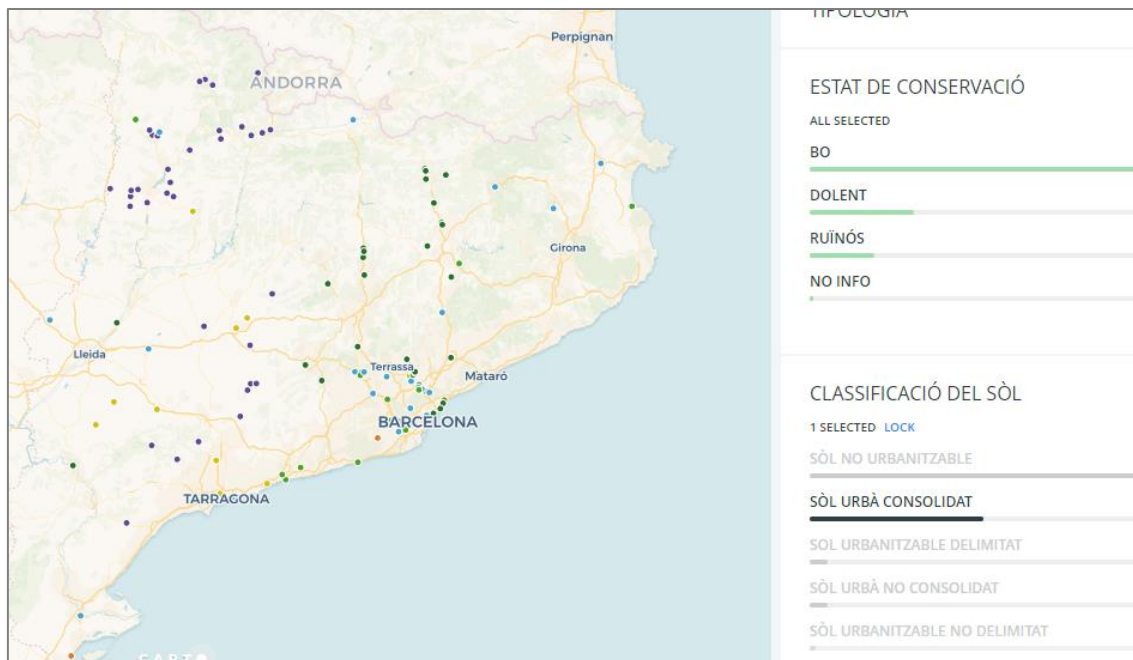 TIPOLOGIA
Perpignan
ANDORRA
ESTAT DE CONSERVACIÓ
ALL SELECTED
BO
DOLENT
RUÏNÓS
Girona
NO INFO
Lleida
Terrassa
Mataró
CLASSIFICACIÓ DEL SÒL
BARCELONA
1 SELECTED LOCK
SÒL NO URBANITZABLE
TARRAGONA
SÒL URBÀ CONSOLIDAT
SOL URBANITZABLE DELIMITAT
SÒL URBÀ NO CONSOLIDAT
SÒL URBANITZABLE NO DELIMITAT
CARTO